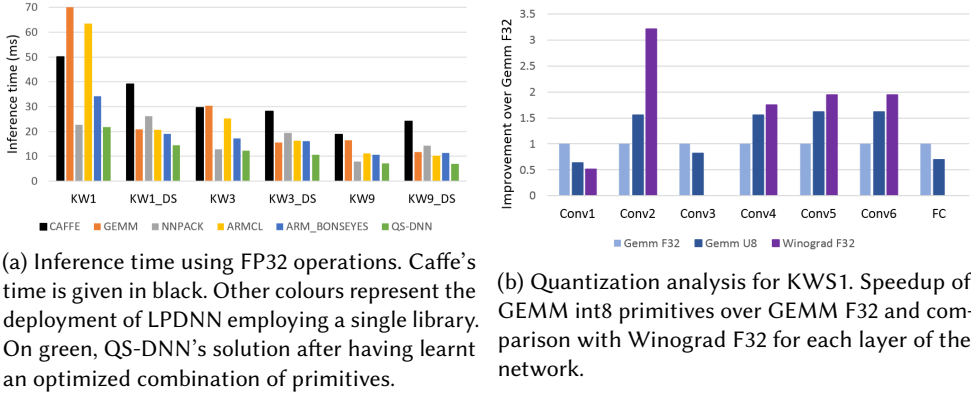 70
60
50
40
30
20
10
0
Inference time (ms)
KW1 KW1_DS KW3 KW3_DS KW9 KW9_DS
CAFFE GEMM NNPACK ARMCL ARM_BONSEYES QS-DNN
(a) Inference time using FP32 operations. Caffe's
time is given in black. Other colours represent the
deployment of LPDNN employing a single library.
On green, QS-DNN's solution after having learnt
an optimized combination of primitives.
3.5
3
2.5
2
1.5
1
0.5
0
Improvement over Gemm F32
Conv1 Conv2 Conv3 Conv4 Conv5 Conv6 FC
Gemm F32 Gemm U8 Winograd F32
(b) Quantization analysis for KWS1. Speedup of
GEMM int8 primitives over GEMM F32 and com-
parison with Winograd F32 for each layer of the
network.